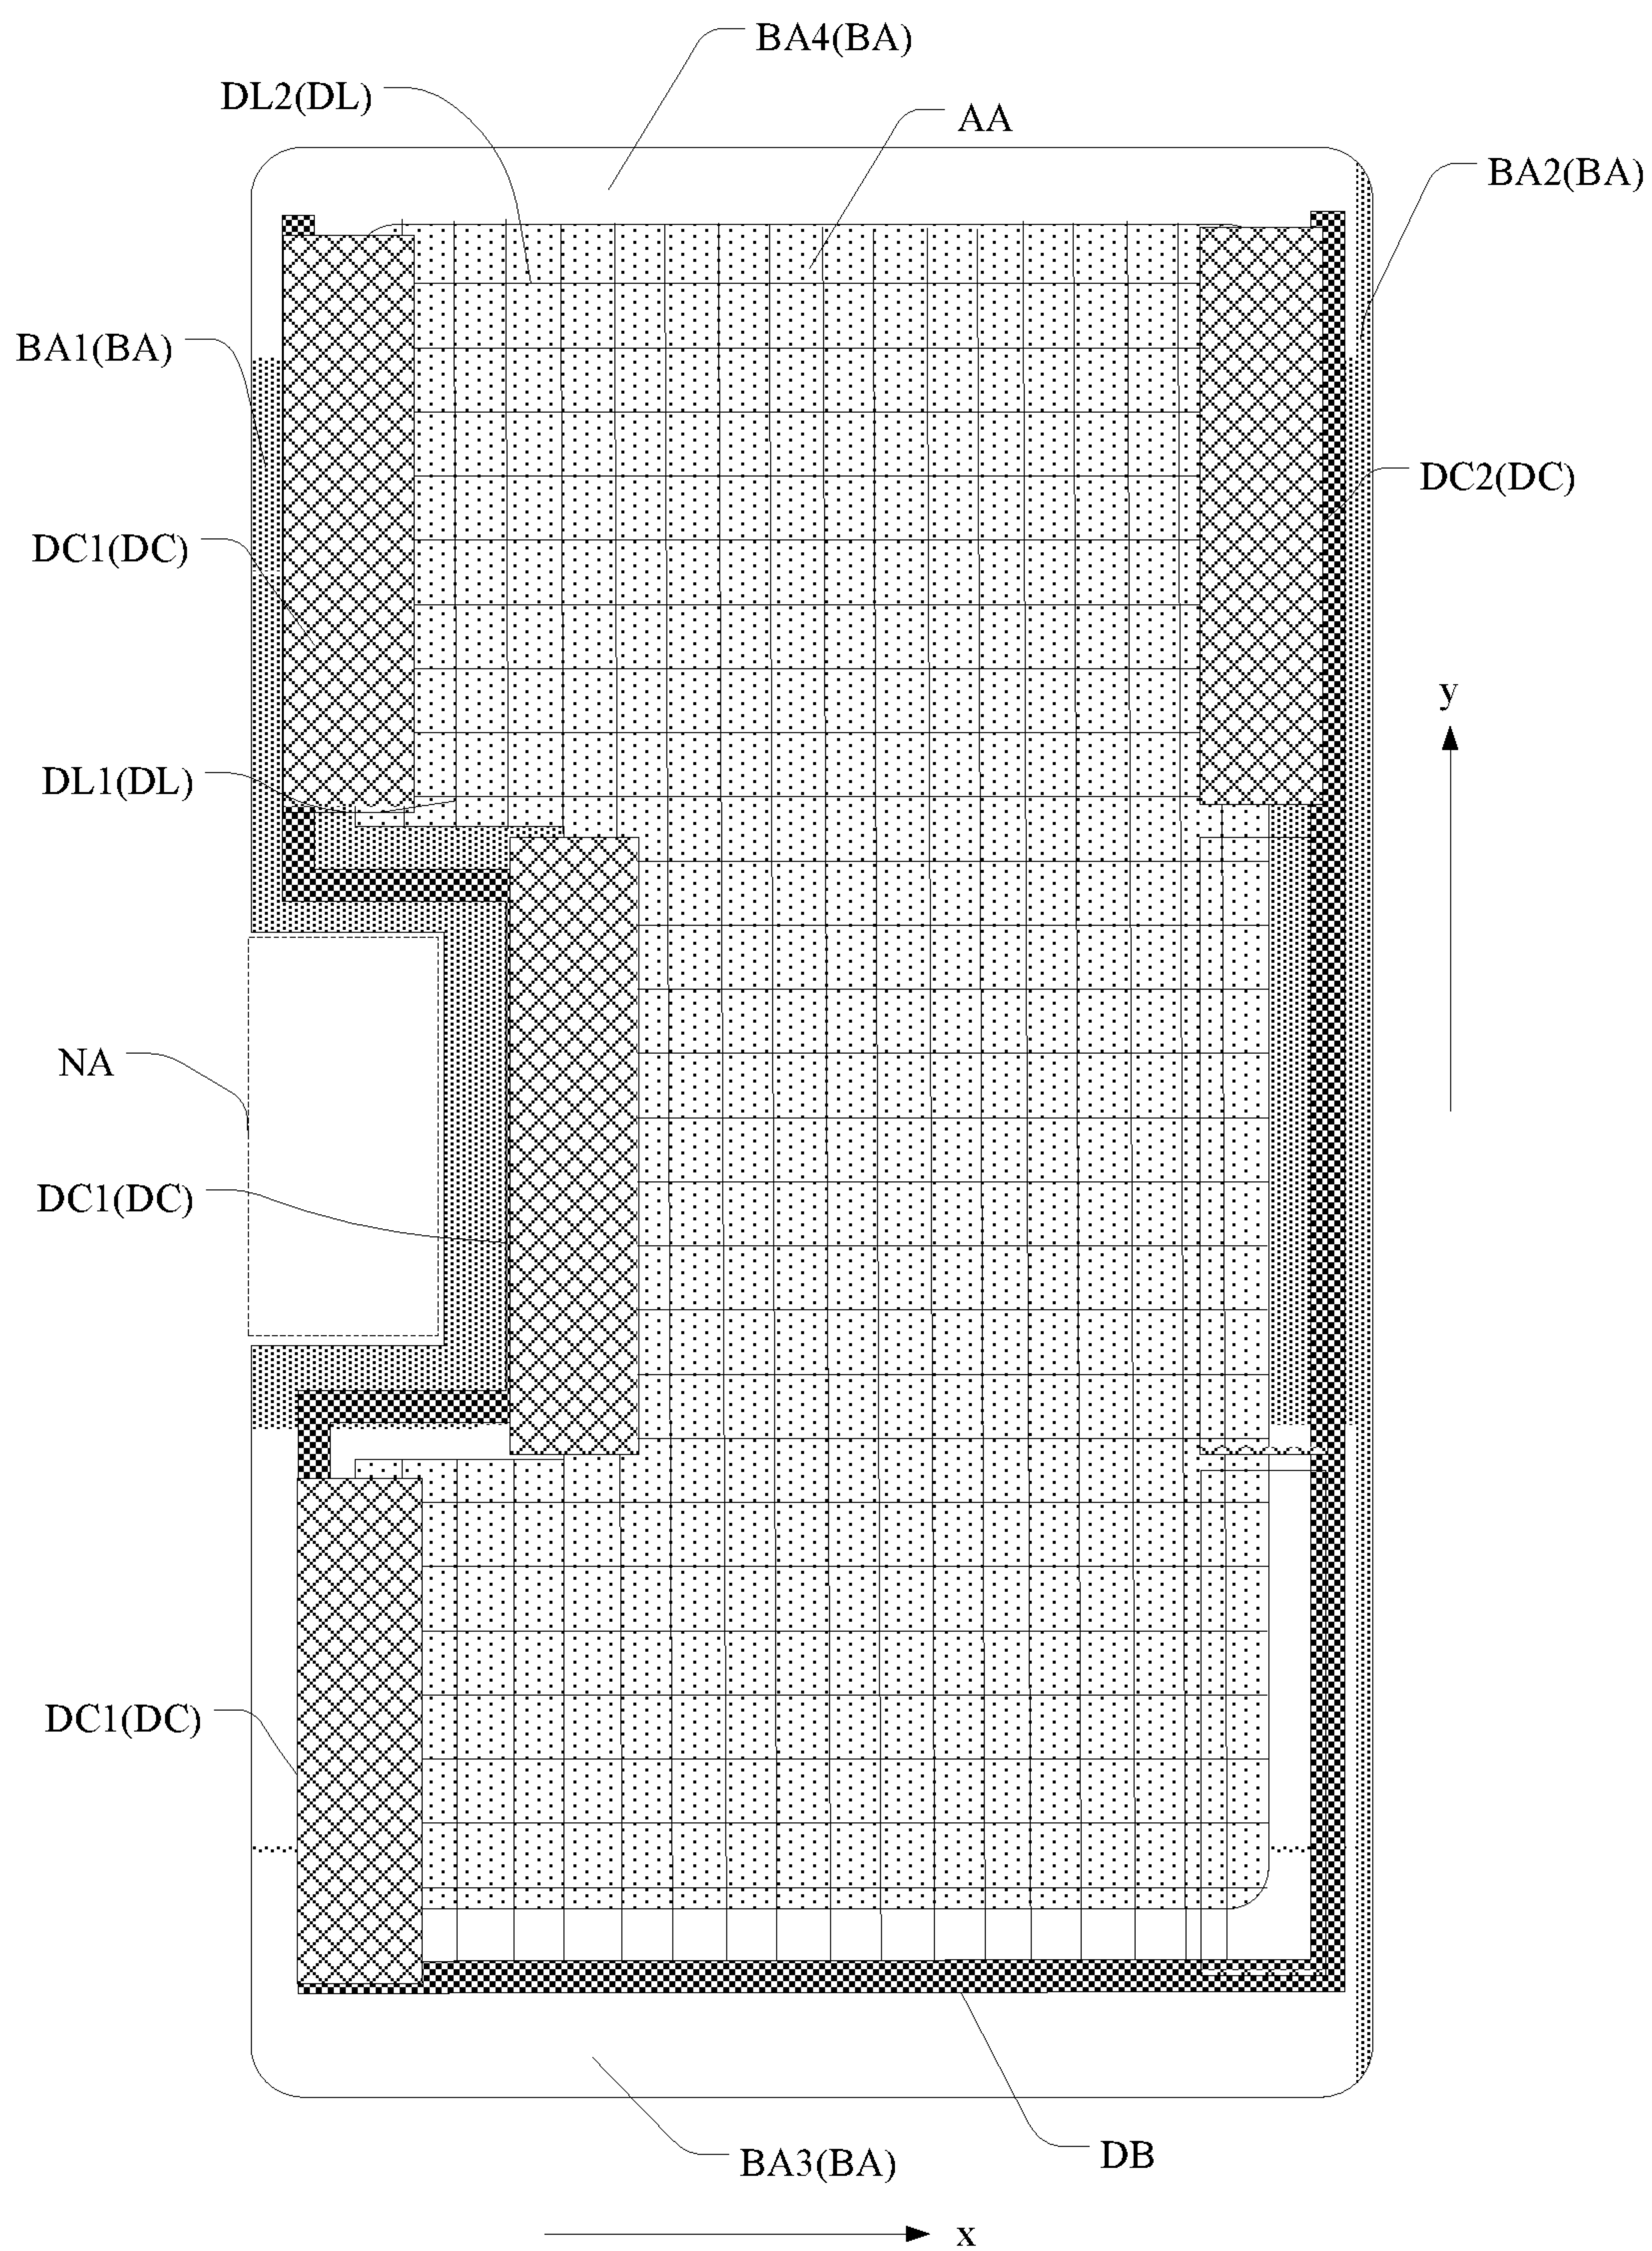 BA4(BA)
DL2(DL)
AA
BA2(BA)
BA1(BA)
DC2(DC)
DC1(DC)
y
DL1(DL)
NA
DC1(DC)
DC1(DC)
DB
BA3(BA)
x